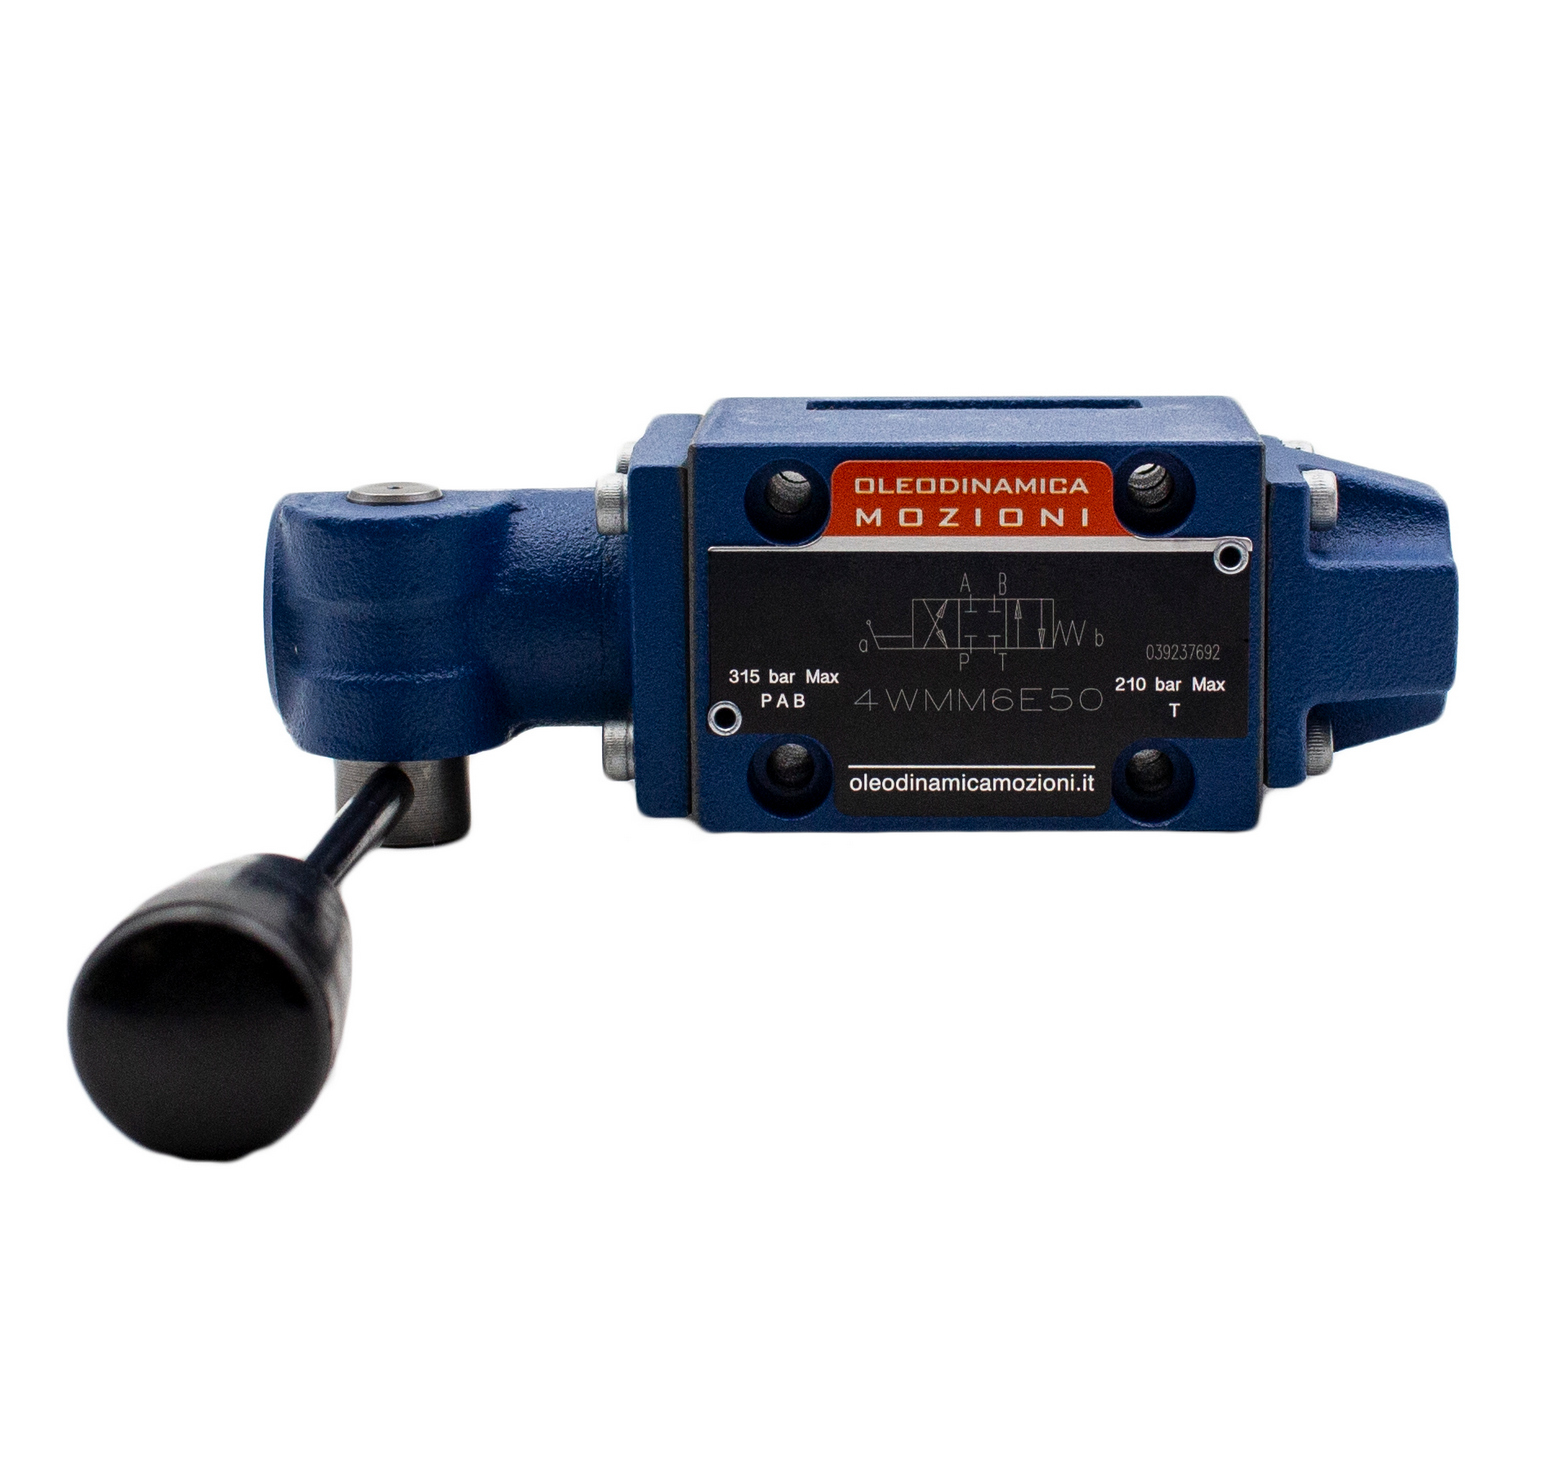 OLEODINAMICA
MOZIONI
A B
a b
P T
039237692
315 bar Max
P A B
4WMM6E50
210 bar Max
T
oleodinamicamozioni.it